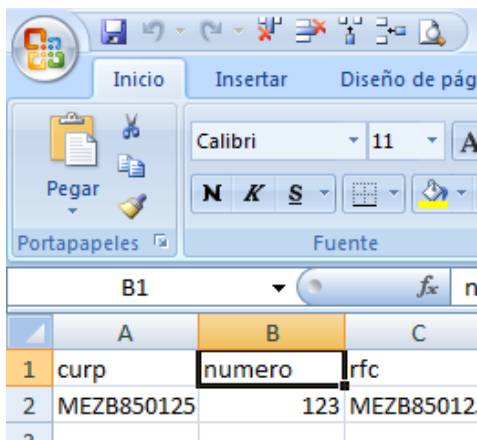 Inicio Insertar Diseño de pág
Calibri 11 A
Pegar N K S
Portapapeles Fuente
B1 fx n
A B C
1 curp numero rfc
2 MEZB850125 123 MEZB85012